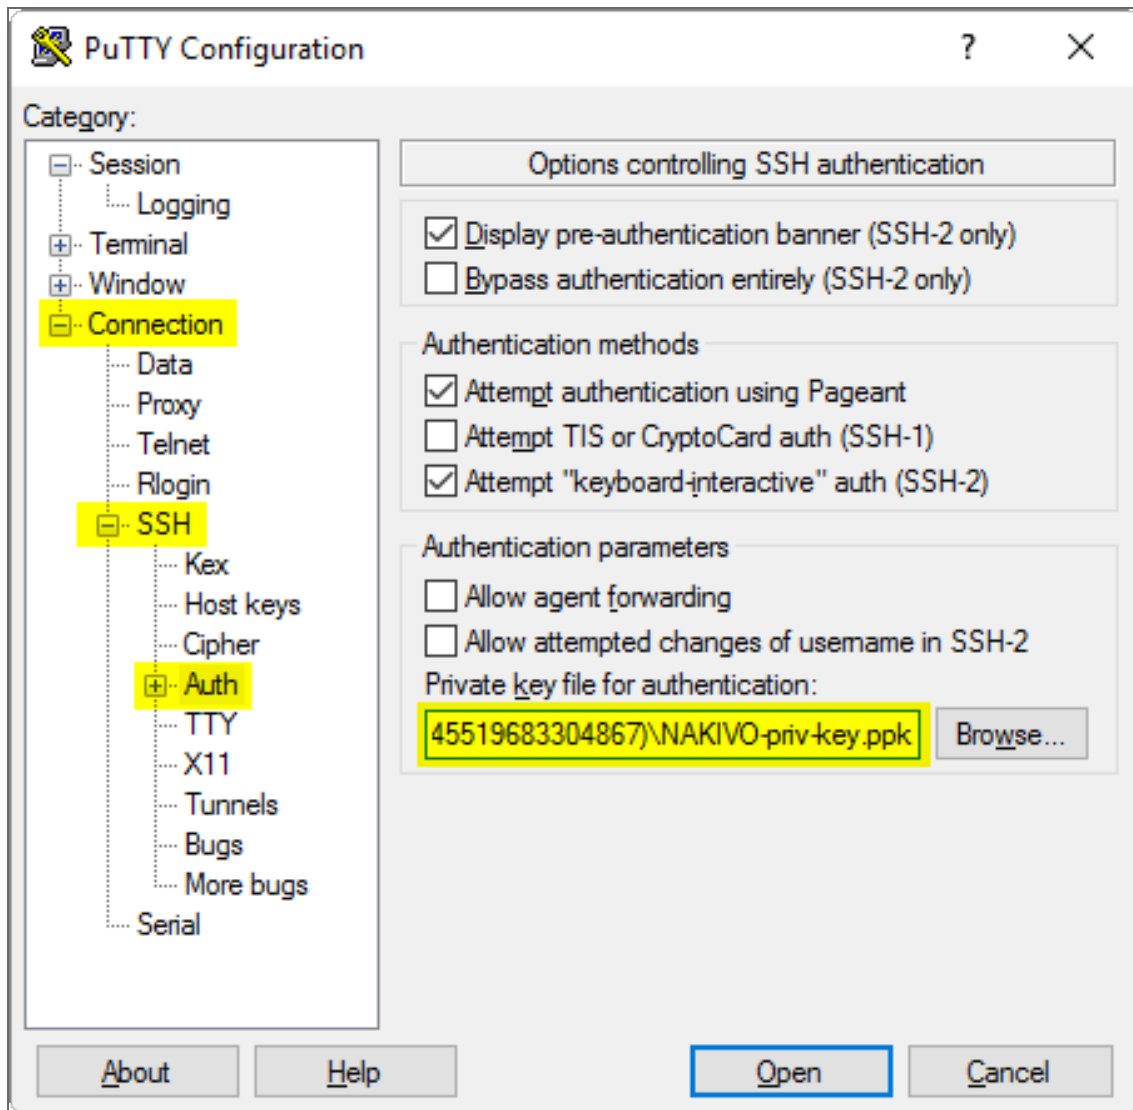 PuTTY Configuration
?
Category:
Session
Logging
Terminal
Window
Connection
Data
Proxy
Telnet
Rlogin
SSH
Kex
Host keys
Cipher
Auth
TTY
X11
Tunnels
Bugs
More bugs
Serial
Options controlling SSH authentication
Display pre-authentication banner (SSH-2 only)
Bypass authentication entirely (SSH-2 only)
Authentication methods
Attempt authentication using Pageant
Attempt TIS or CryptoCard auth (SSH-1)
Attempt "keyboard-interactive" auth (SSH-2)
Authentication parameters
Allow agent forwarding
Allow attempted changes of username in SSH-2
Private key file for authentication:
45519683304867)\NAKIVO-priv-key.ppk Browse...
About Help Open Cancel